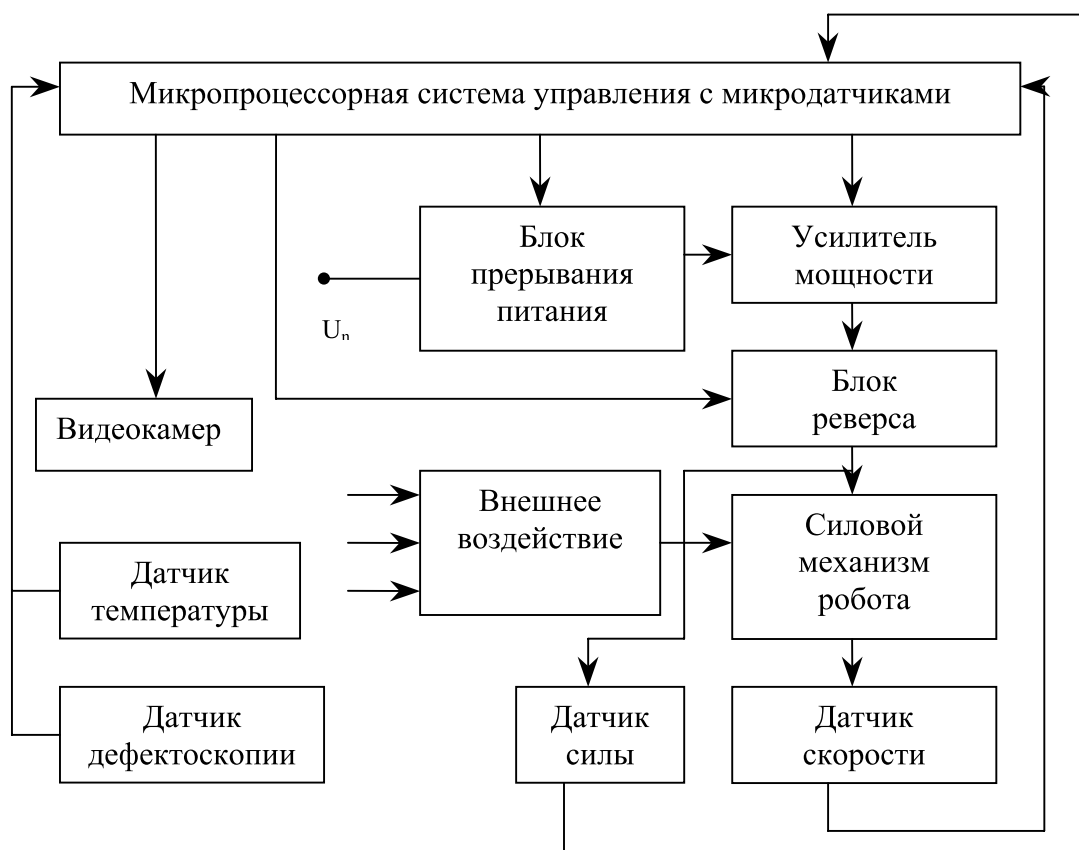 Микропроцессорная система управления с микродатчиками
Блок
прерывания
питания
Усилитель
мощности
Uп
Блок
реверса
Видеокамер
Внешнее
воздействие
Силовой
механизм
робота
Датчик
температуры
Датчик
дефектоскопии
Датчик
силы
Датчик
скорости